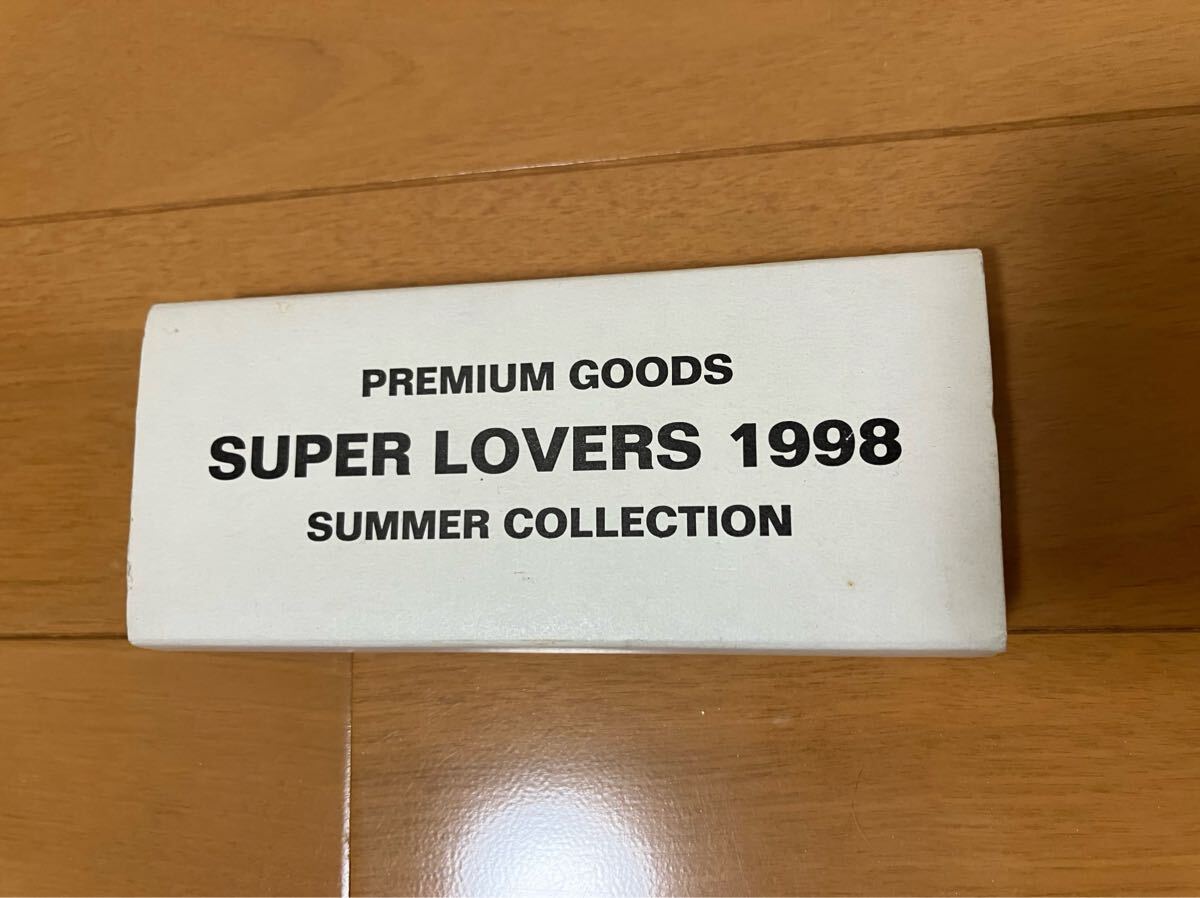 PREMIUM GOODS
SUPER LOVERS 1998
SUMMER COLLECTION